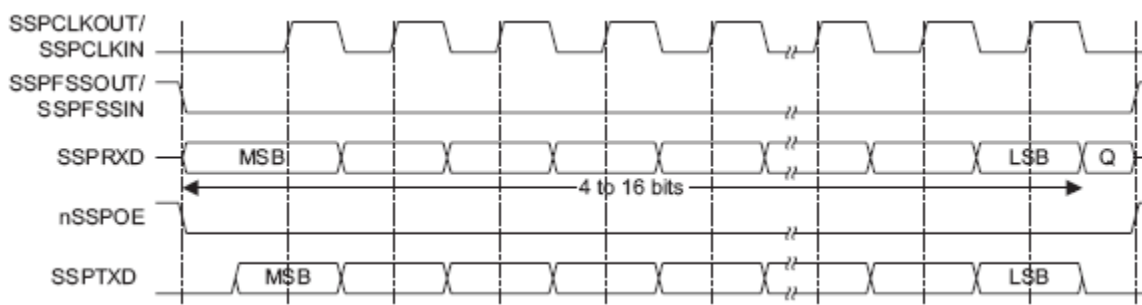 SSPCLKOUT/
SSPCLKIN
SSPFSSOUT/
SSPFSSIN
SSPRXD MSB LSB Q
4 to 16 bits
nSSPOE
SSPTXD MSB LSB